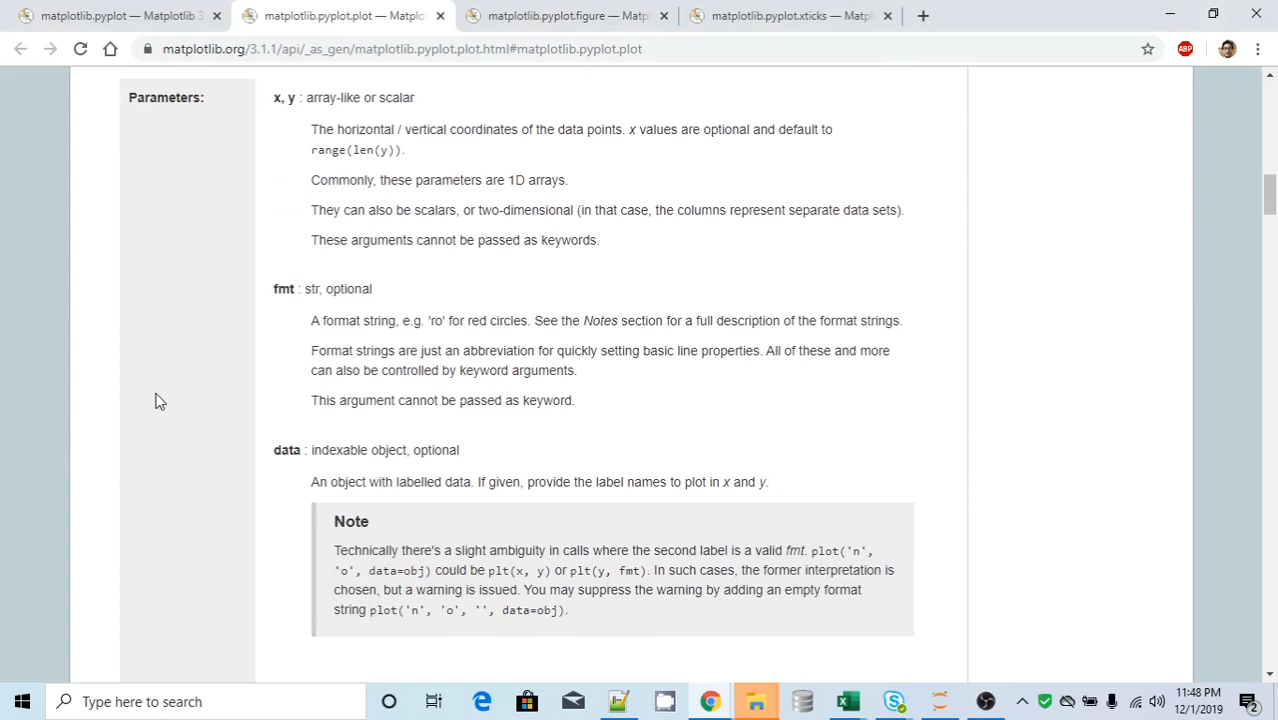 matplotlib.pyplot — Matplotlib 3.
matplotlib.pyplot.plot — Matplo
matplotlib.pyplot.figure — Matp
matplotlib.pyplot.xticks — Matpl
matplotlib.org/3.1.1/api/_as_gen/matplotlib.pyplot.plot.html#matplotlib.pyplot.plot
ABP
Parameters:
x, y : array-like or scalar
The horizontal / vertical coordinates of the data points. x values are optional and default to
range(len(y)).
Commonly, these parameters are 1D arrays.
They can also be scalars, or two-dimensional (in that case, the columns represent separate data sets).
These arguments cannot be passed as keywords.
fmt : str, optional
A format string, e.g. 'ro' for red circles. See the Notes section for a full description of the format strings.
Format strings are just an abbreviation for quickly setting basic line properties. All of these and more
can also be controlled by keyword arguments.
This argument cannot be passed as keyword.
data : indexable object, optional
An object with labelled data. If given, provide the label names to plot in x and y.
Note
Technically there's a slight ambiguity in calls where the second label is a valid fmt. plot('n',
'o', data=obj) could be plt(x, y) or plt(y, fmt). In such cases, the former interpretation is
chosen, but a warning is issued. You may suppress the warning by adding an empty format
string plot('n', 'o', '', data=obj).
Type here to search
11:48 PM
12/1/2019
2